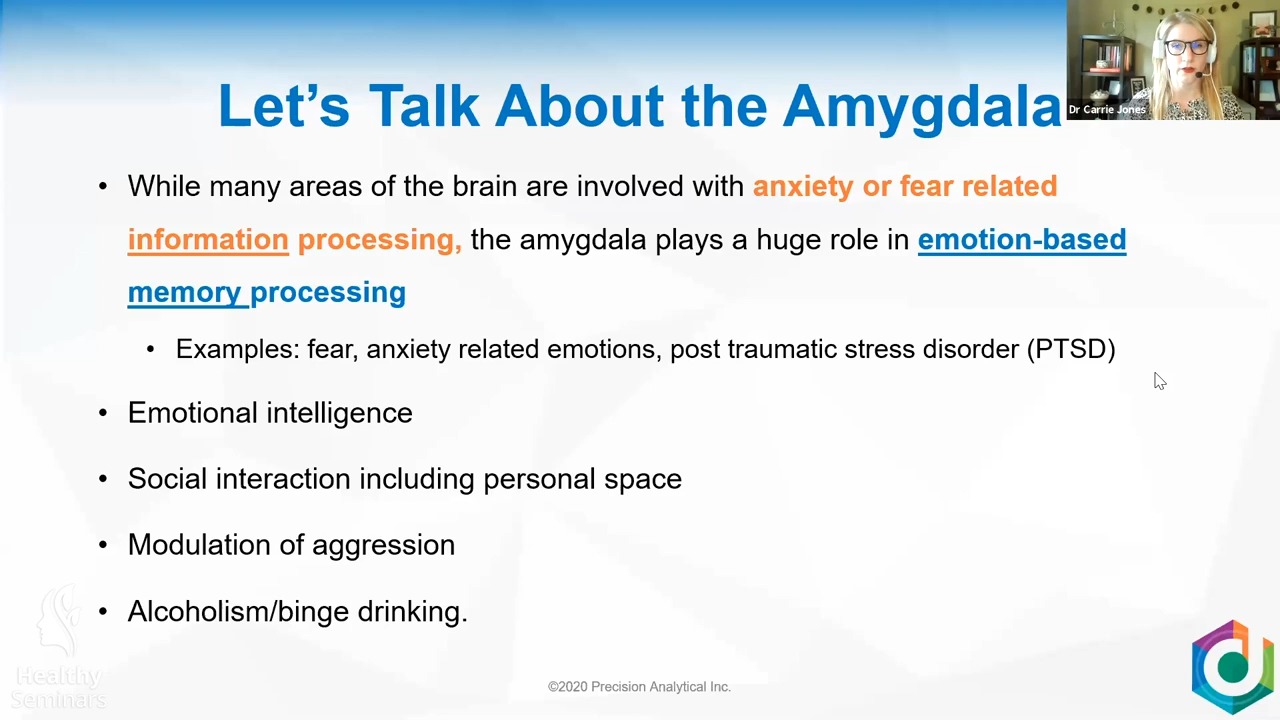 Let's Talk About the Amygdala
Dr Carrie Jones
• While many areas of the brain are involved with anxiety or fear related
information processing, the amygdala plays a huge role in emotion-based
memory processing
• Examples: fear, anxiety related emotions, post traumatic stress disorder (PTSD)
• Emotional intelligence
• Social interaction including personal space
• Modulation of aggression
• Alcoholism/binge drinking.
Healthy
Seminars
©2020 Precision Analytical Inc.